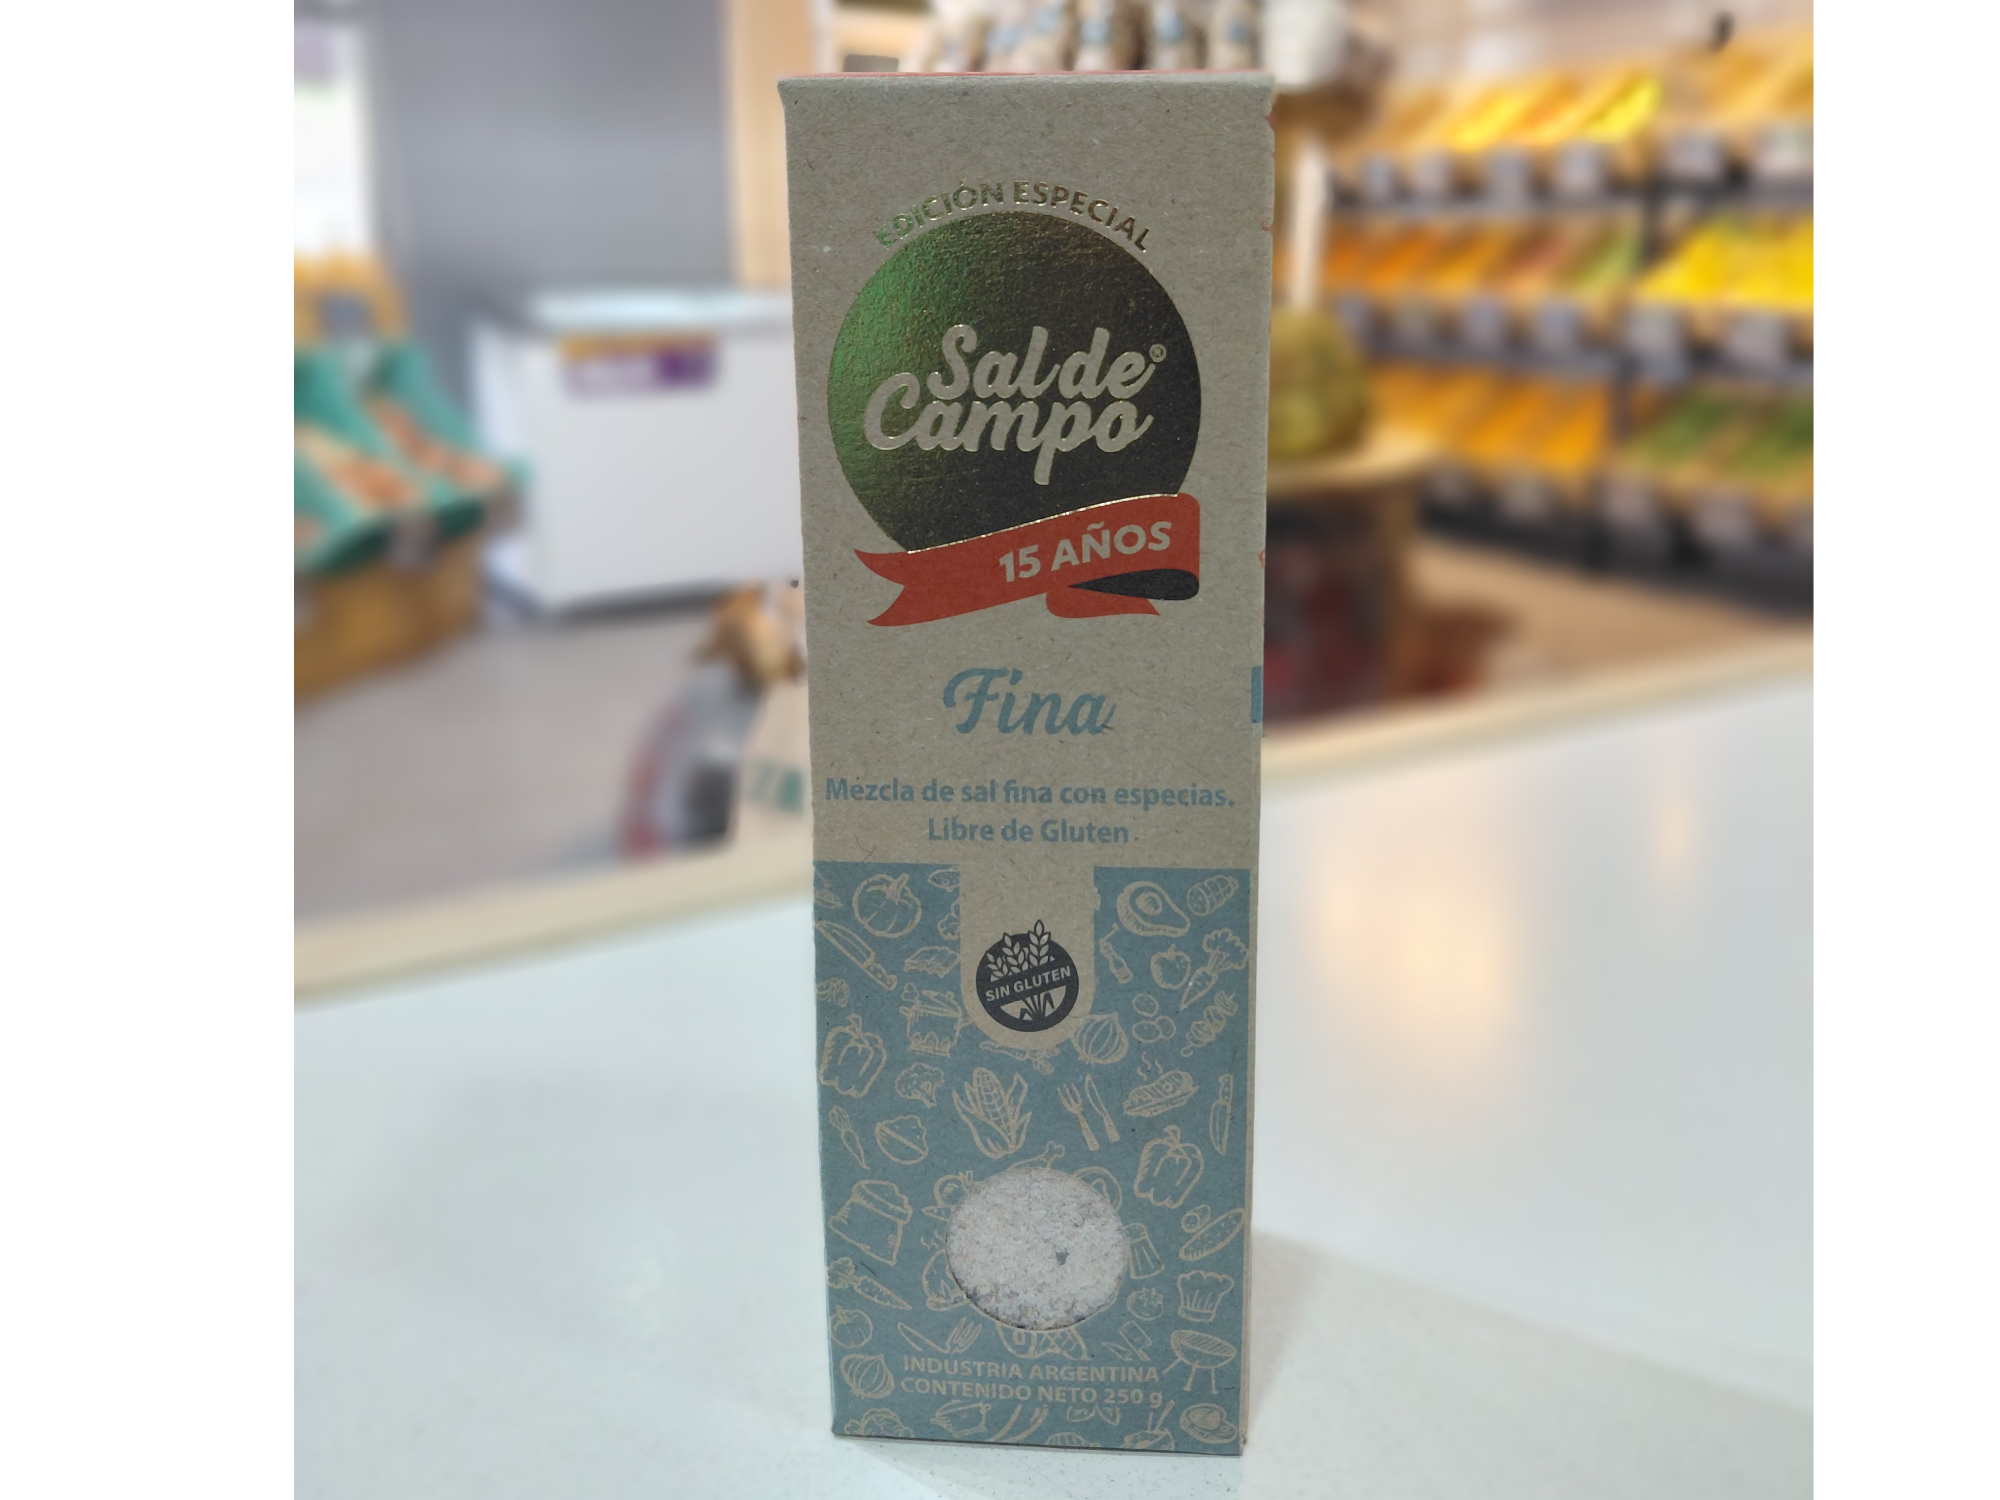 EDICIÓN ESPECIAL
Sal de
Campo®
15 AÑOS
Fina
Mezcla de sal fina con especias.
Libre de Gluten
SIN GLUTEN
INDUSTRIA ARGENTINA
CONTENIDO NETO 250 g